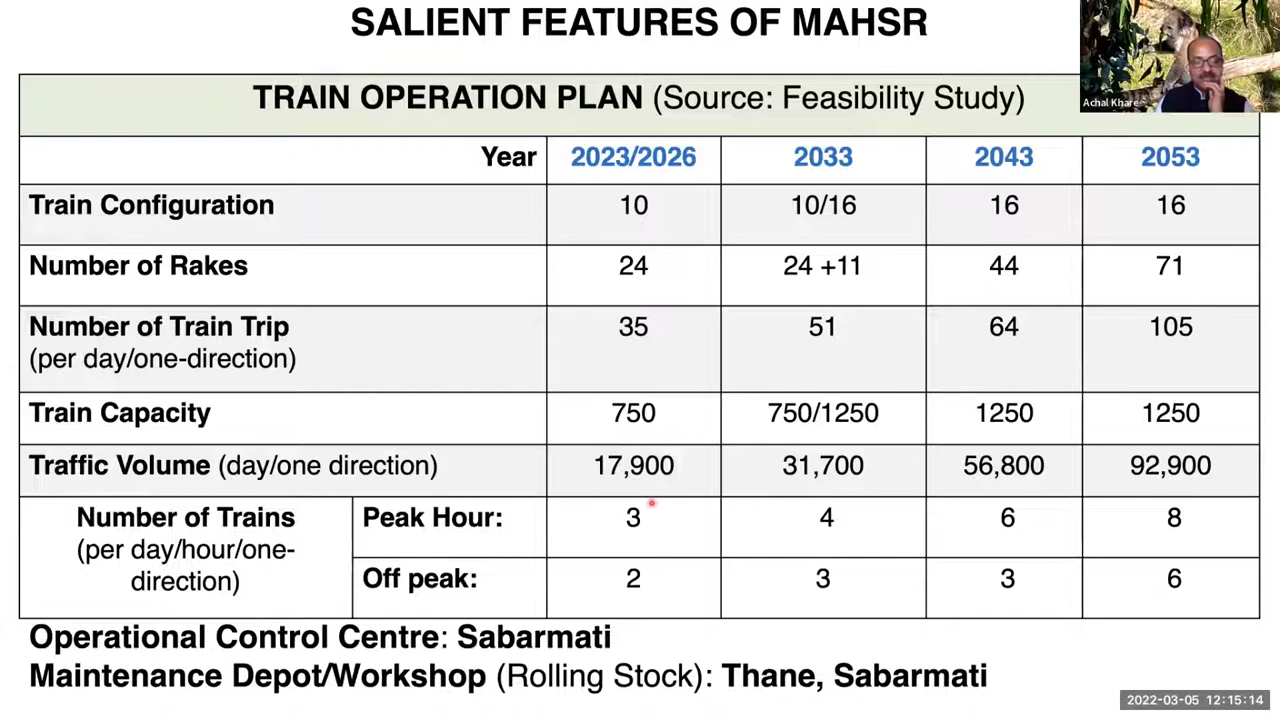 SALIENT FEATURES OF MAHSR
TRAIN OPERATION PLAN (Source: Feasibility Study)
Achal Khare
Year 2023/2026 2033 2043 2053
Train Configuration 10 10/16 16 16
Number of Rakes 24 24 +11 44 71
Number of Train Trip 35 51 64 105
(per day/one-direction)
Train Capacity 750 750/1250 1250 1250
Traffic Volume (day/one direction) 17,900 31,700 56,800 92,900
Number of Trains Peak Hour: 3 4 6 8
(per day/hour/one-
direction) Off peak: 2 3 3 6
Operational Control Centre: Sabarmati
Maintenance Depot/Workshop (Rolling Stock): Thane, Sabarmati
2022-03-05 12:15:14